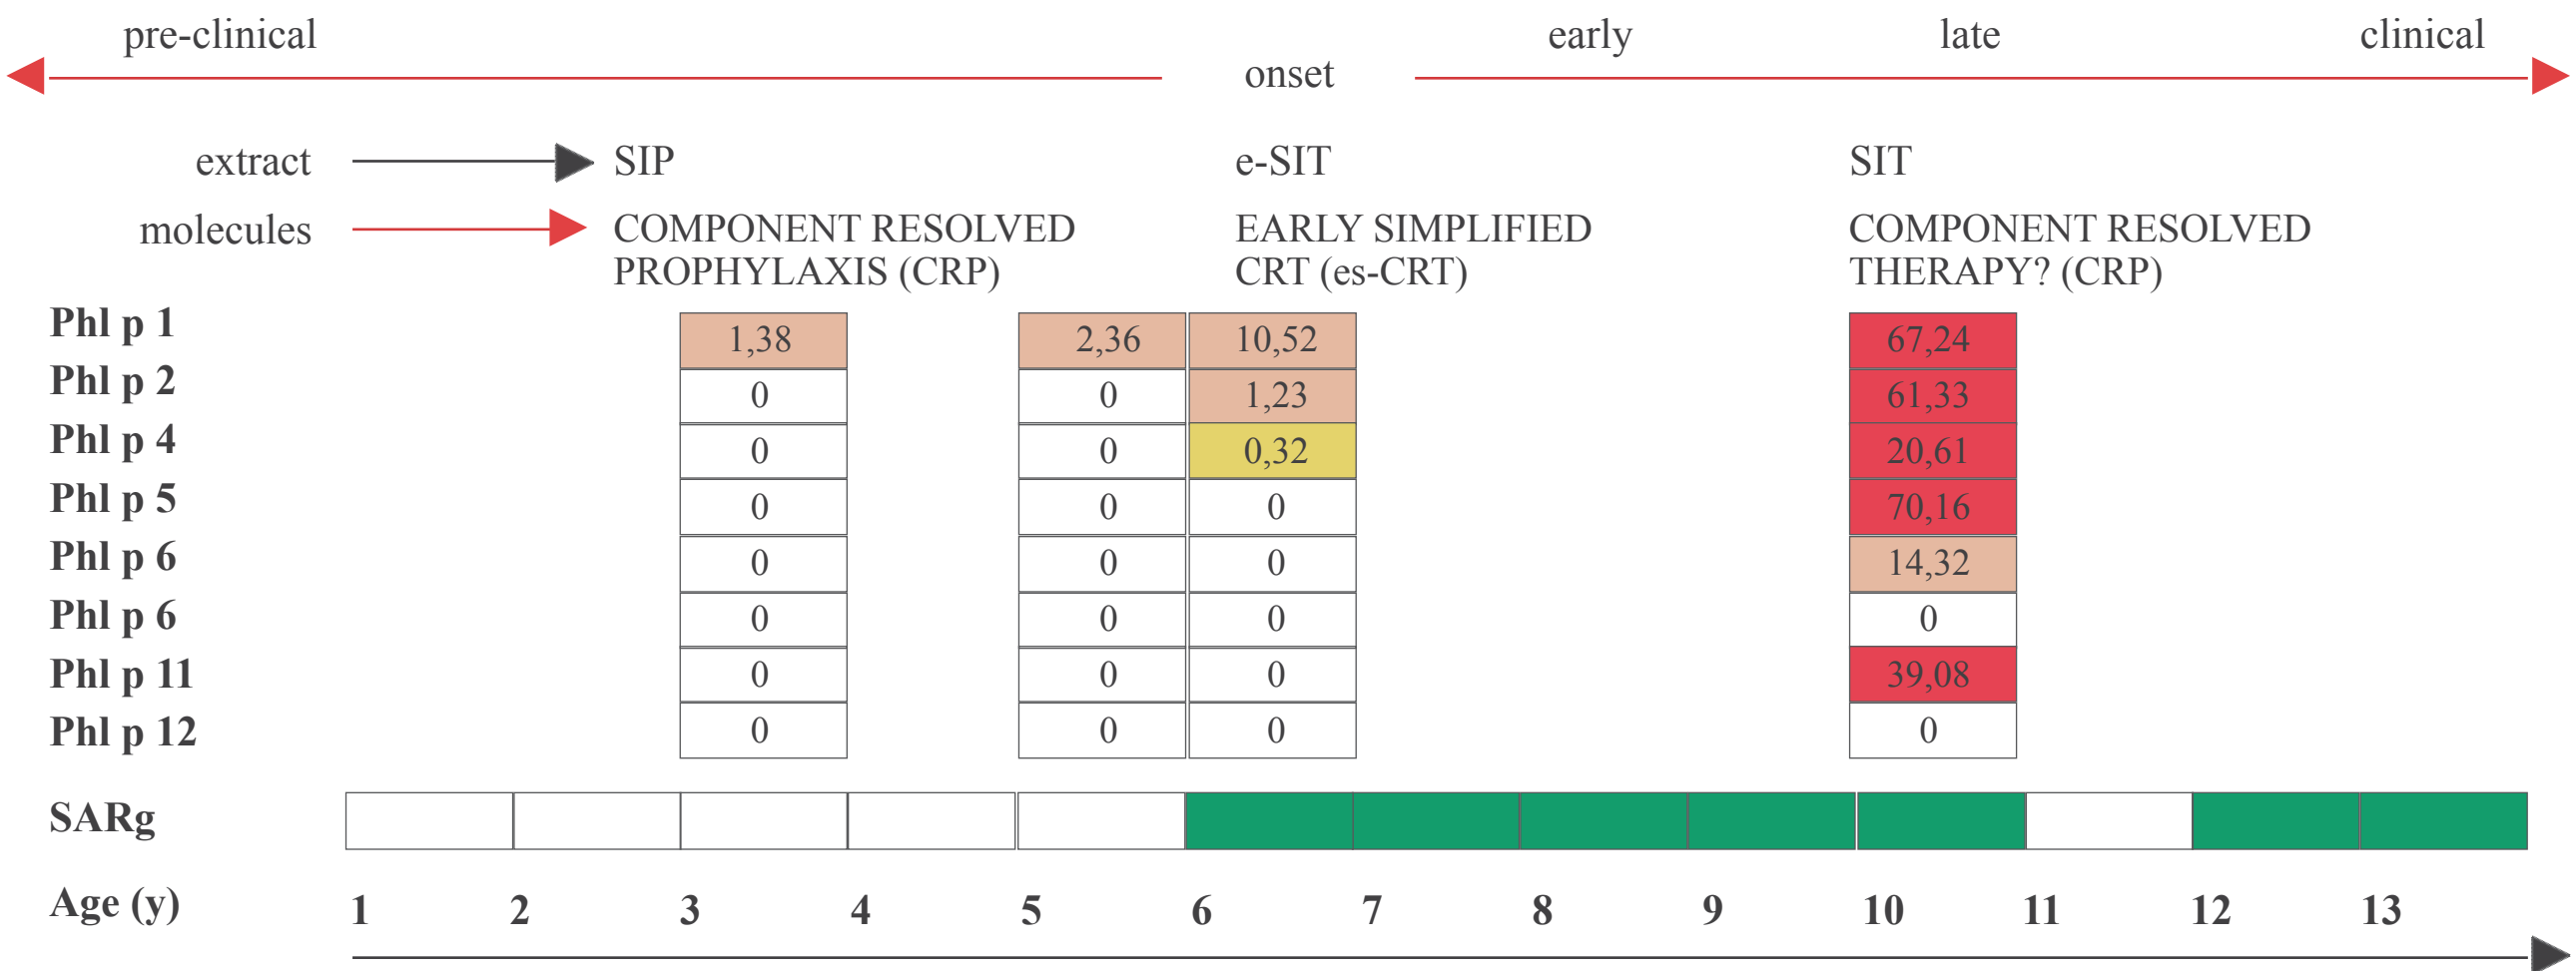 pre-clinical early late clinical
onset
extract SIP e-SIT SIT
molecules COMPONENT RESOLVED EARLY SIMPLIFIED COMPONENT RESOLVED
PROPHYLAXIS (CRP) CRT (es-CRT) THERAPY? (CRP)
Phl p 1 1,38 2,36 10,52 67,24
Phl p 2 0 0 1,23 61,33
Phl p 4 0 0 0,32 20,61
Phl p 5 0 0 0 70,16
Phl p 6 0 0 0 14,32
Phl p 6 0 0 0 0
Phl p 11 0 0 0 39,08
Phl p 12 0 0 0 0
SARg
Age (y) 1 2 3 4 5 6 7 8 9 10 11 12 13